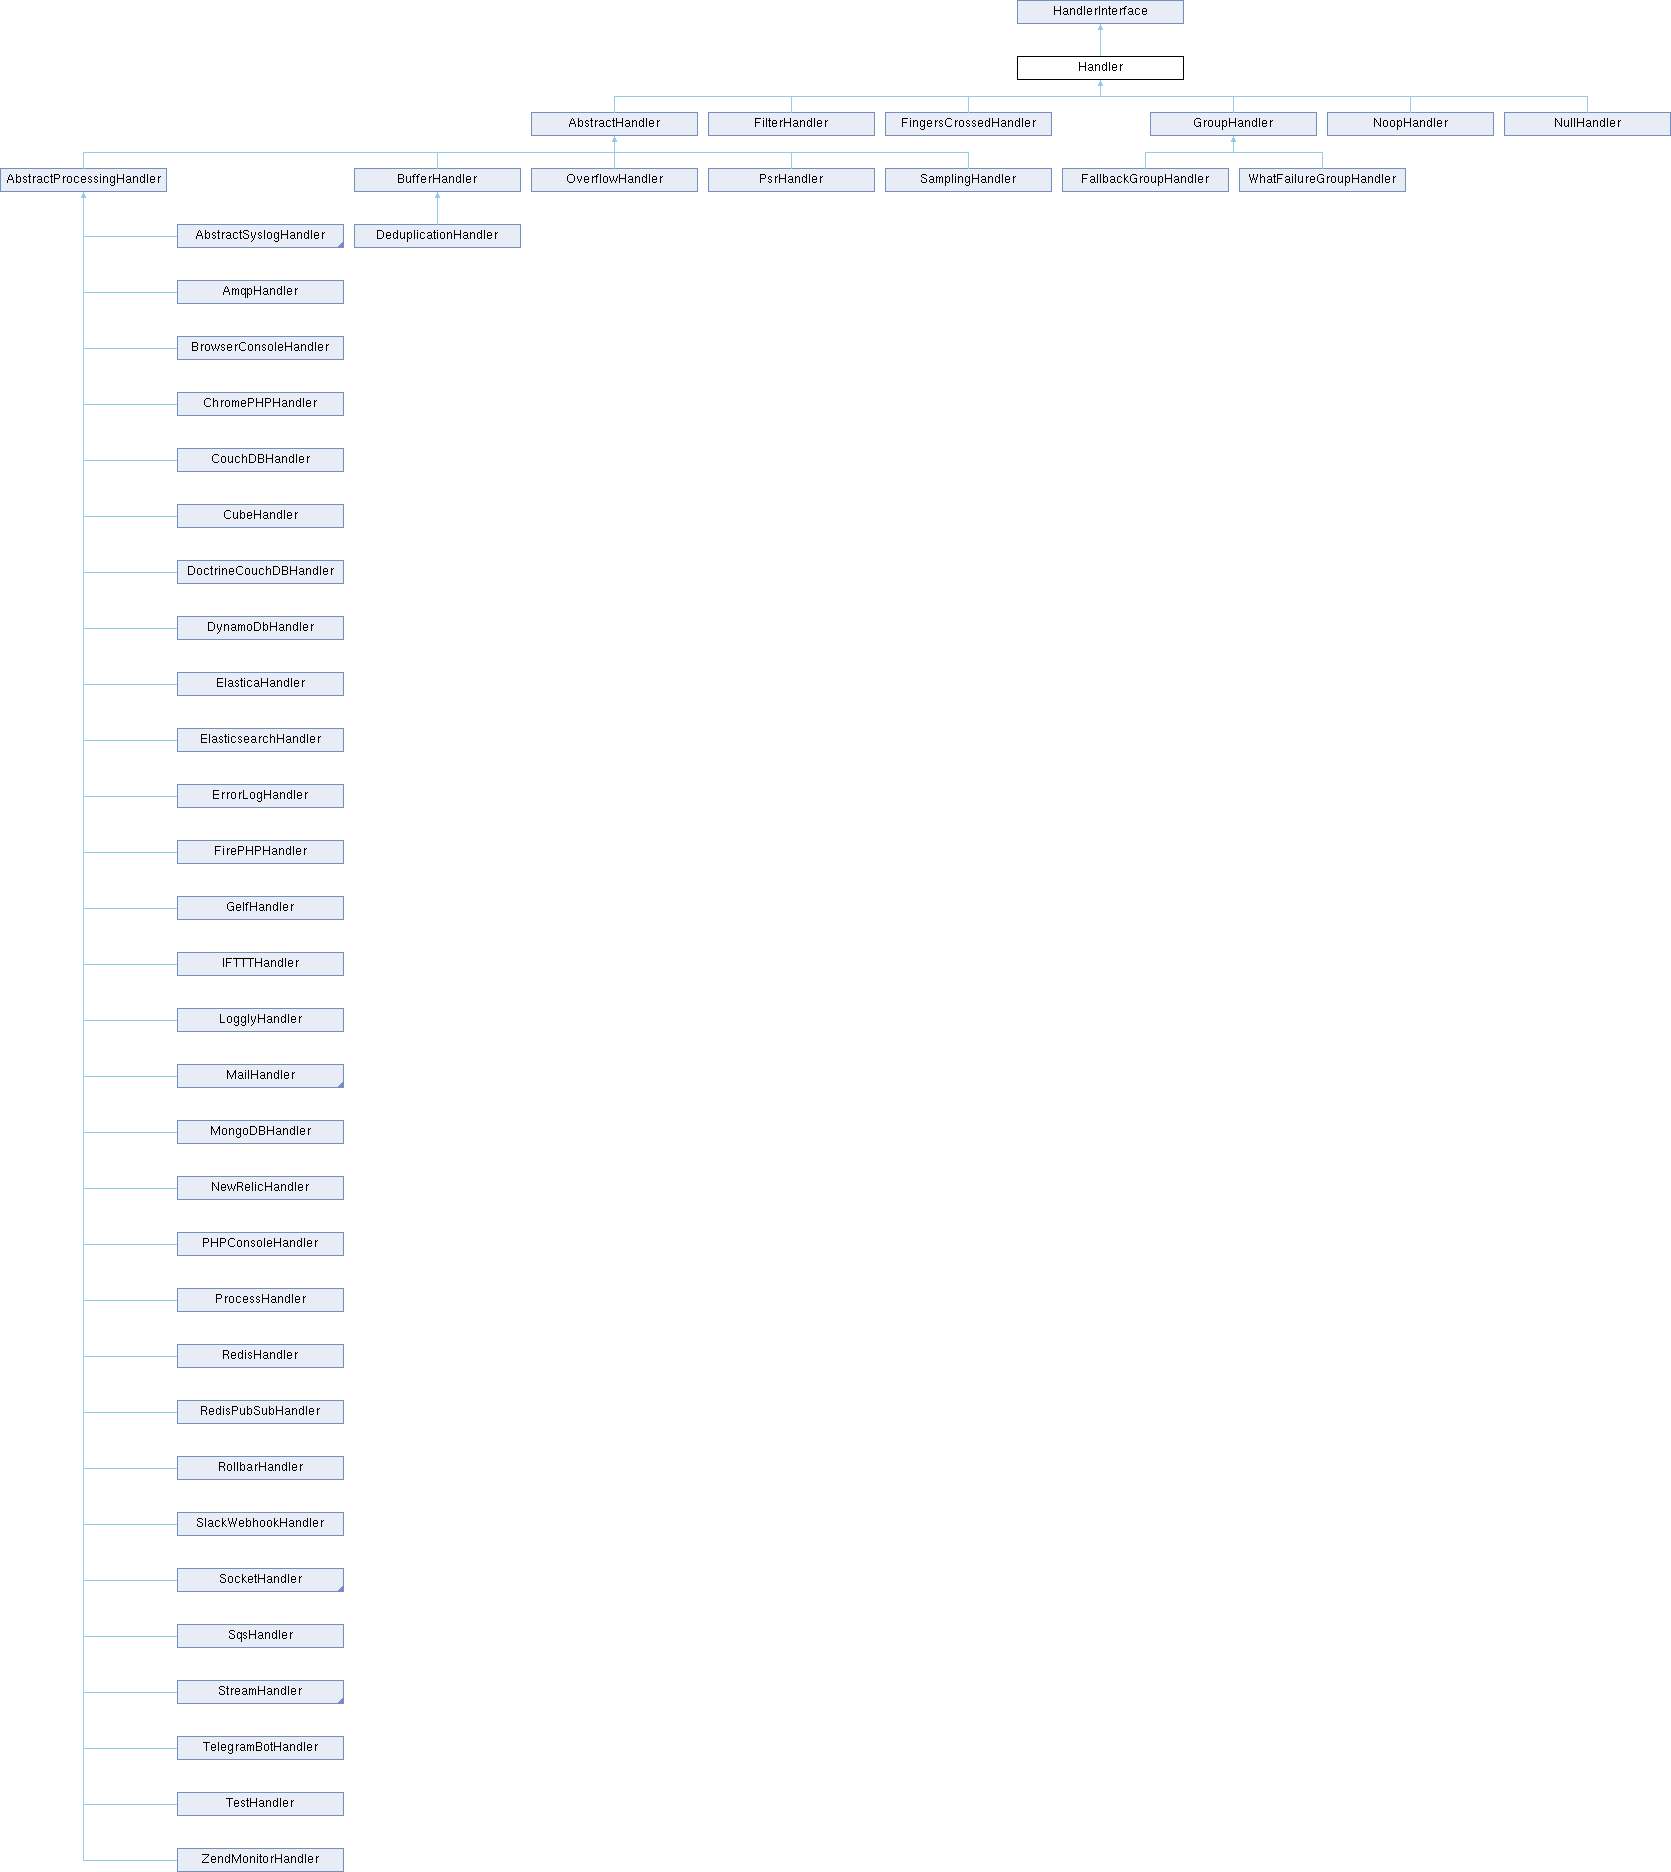 HandlerInterface
Handler
AbstractHandler
FilterHandler
FingersCrossedHandler
GroupHandler
NoopHandler
NullHandler
AbstractProcessingHandler
BufferHandler
OverflowHandler
PsrHandler
SamplingHandler
FallbackGroupHandler
WhatFailureGroupHandler
AbstractSyslogHandler
DeduplicationHandler
AmqpHandler
BrowserConsoleHandler
ChromePHPHandler
CouchDBHandler
CubeHandler
DoctrineCouchDBHandler
DynamoDbHandler
ElasticaHandler
ElasticsearchHandler
ErrorLogHandler
FirePHPHandler
GelfHandler
IFTTTHandler
LogglyHandler
MailHandler
MongoDBHandler
NewRelicHandler
PHPConsoleHandler
ProcessHandler
RedisHandler
RedisPubSubHandler
RollbarHandler
SlackWebhookHandler
SocketHandler
SqsHandler
StreamHandler
TelegramBotHandler
TestHandler
ZendMonitorHandler